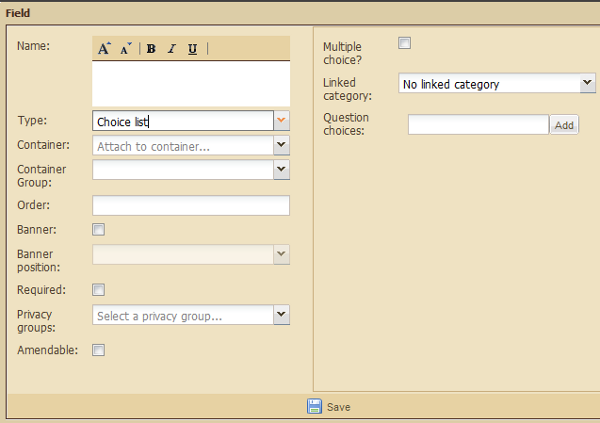 Field
Name:
A A B I U
Type:
Choice list
Container:
Attach to container...
Container
Group:
Order:
Banner:
Banner
position:
Required:
Privacy
groups:
Select a privacy group...
Amendable:
Multiple
choice?
Linked
category:
No linked category
Question
choices:
Add
Save